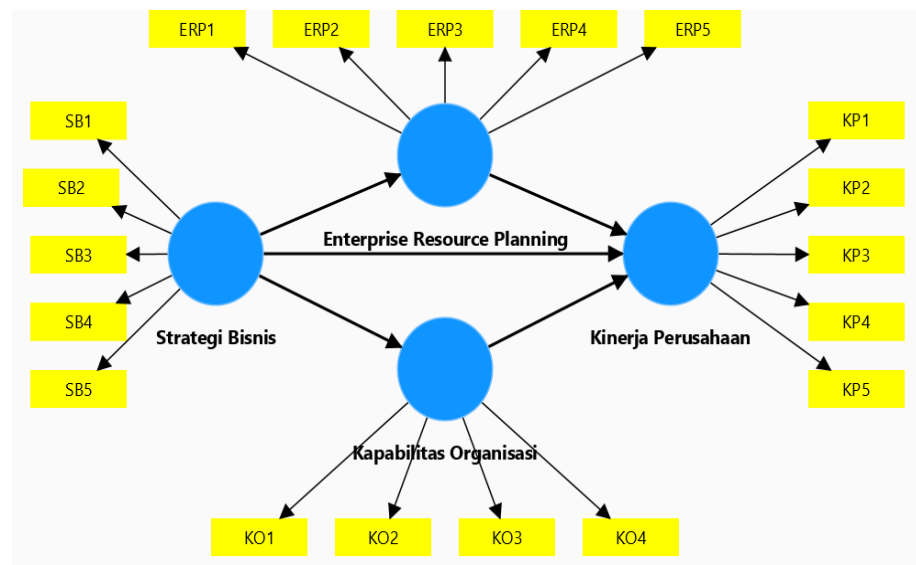 ERP1
ERP2
ERP3
ERP4
ERP5
SB1
SB2
SB3
SB4
SB5
Strategi Bisnis
Enterprise Resource Planning
Kinerja Perusahaan
KP1
KP2
KP3
KP4
KP5
Kapabilitas Organisasi
KO1
KO2
KO3
KO4